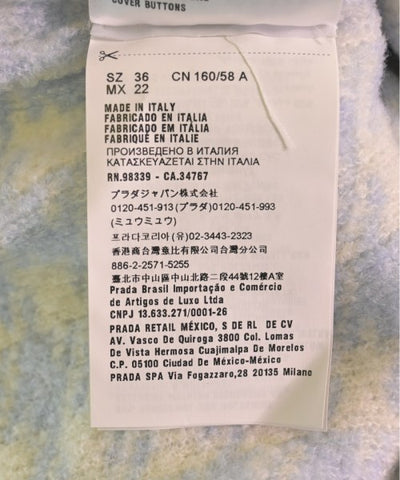 COVER BUTTONS
SZ 36 CN 160/58 A
MX 22
MADE IN ITALY
FABRICADO EN ITALIA
FABRICADO EM ITÁLIA
FABRIQUÉ EN ITALIE
ПРОИЗВЕДЕНО В ИТАЛИЯ
ΚΑΤΑΣΚΕΥΑΖΕΤΑΙ ΣΤΗΝ ΙΤΑΛΙΑ
RN.98339 - CA.34767
プラダジャパン株式会社
0120-451-913 (プラダ)0120-451-993
(ミュウミュウ)
프라다코리아(유)02-3443-2323
香港商台灣意比有限公司台灣分公司
886-2-2571-5255
臺北市中山區中山北路二段44號12樓A室
Prada Brasil Importação e Comércio
de Artigos de Luxo Ltda
CNPJ 13.633.271/0001-26
PRADA RETAIL MÉXICO, S DE RL DE CV
AV. Vasco De Quiroga 3800 Col. Lomas
De Vista Hermosa Cuajimalpa De Morelos
C.P. 05100 Ciudad De México-México
PRADA SPA Via Fogazzaro,28 20135 Milano